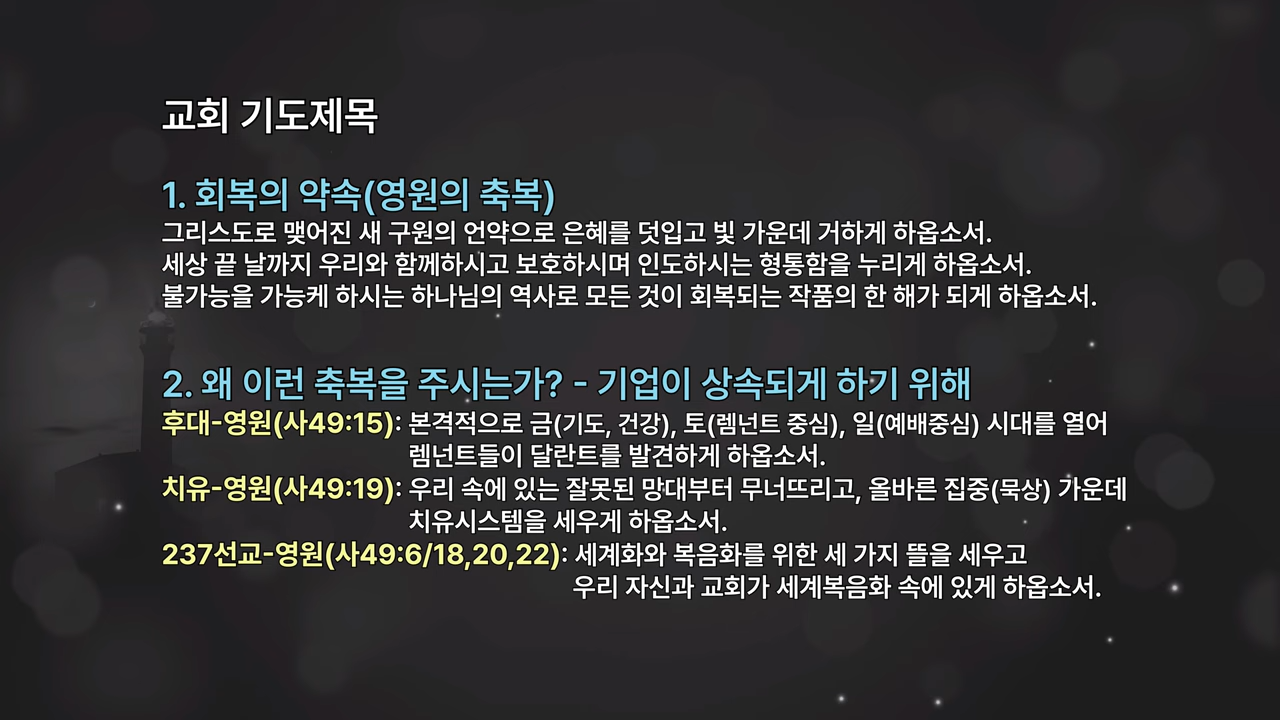 교회 기도제목
1. 회복의 약속(영원의 축복)
그리스도로 맺어진 새 구원의 언약으로 은혜를 덧입고 빛 가운데 거하게 하옵소서.
세상 끝 날까지 우리와 함께하시고 보호하시며 인도하시는 형통함을 누리게 하옵소서.
불가능을 가능케 하시는 하나님의 역사로 모든 것이 회복되는 작품의 한 해가 되게 하옵소서.
2. 왜 이런 축복을 주시는가? - 기업이 상속되게 하기 위해
후대-영원(사49:15): 본격적으로 금(기도, 건강), 토(렘넌트 중심), 일(예배중심) 시대를 열어
렘넌트들이 달란트를 발견하게 하옵소서.
치유-영원(사49:19): 우리 속에 있는 잘못된 망대부터 무너뜨리고, 올바른 집중(묵상) 가운데
치유시스템을 세우게 하옵소서.
237선교-영원(사49:6/18,20,22): 세계화와 복음화를 위한 세 가지 뜰을 세우고
우리 자신과 교회가 세계복음화 속에 있게 하옵소서.